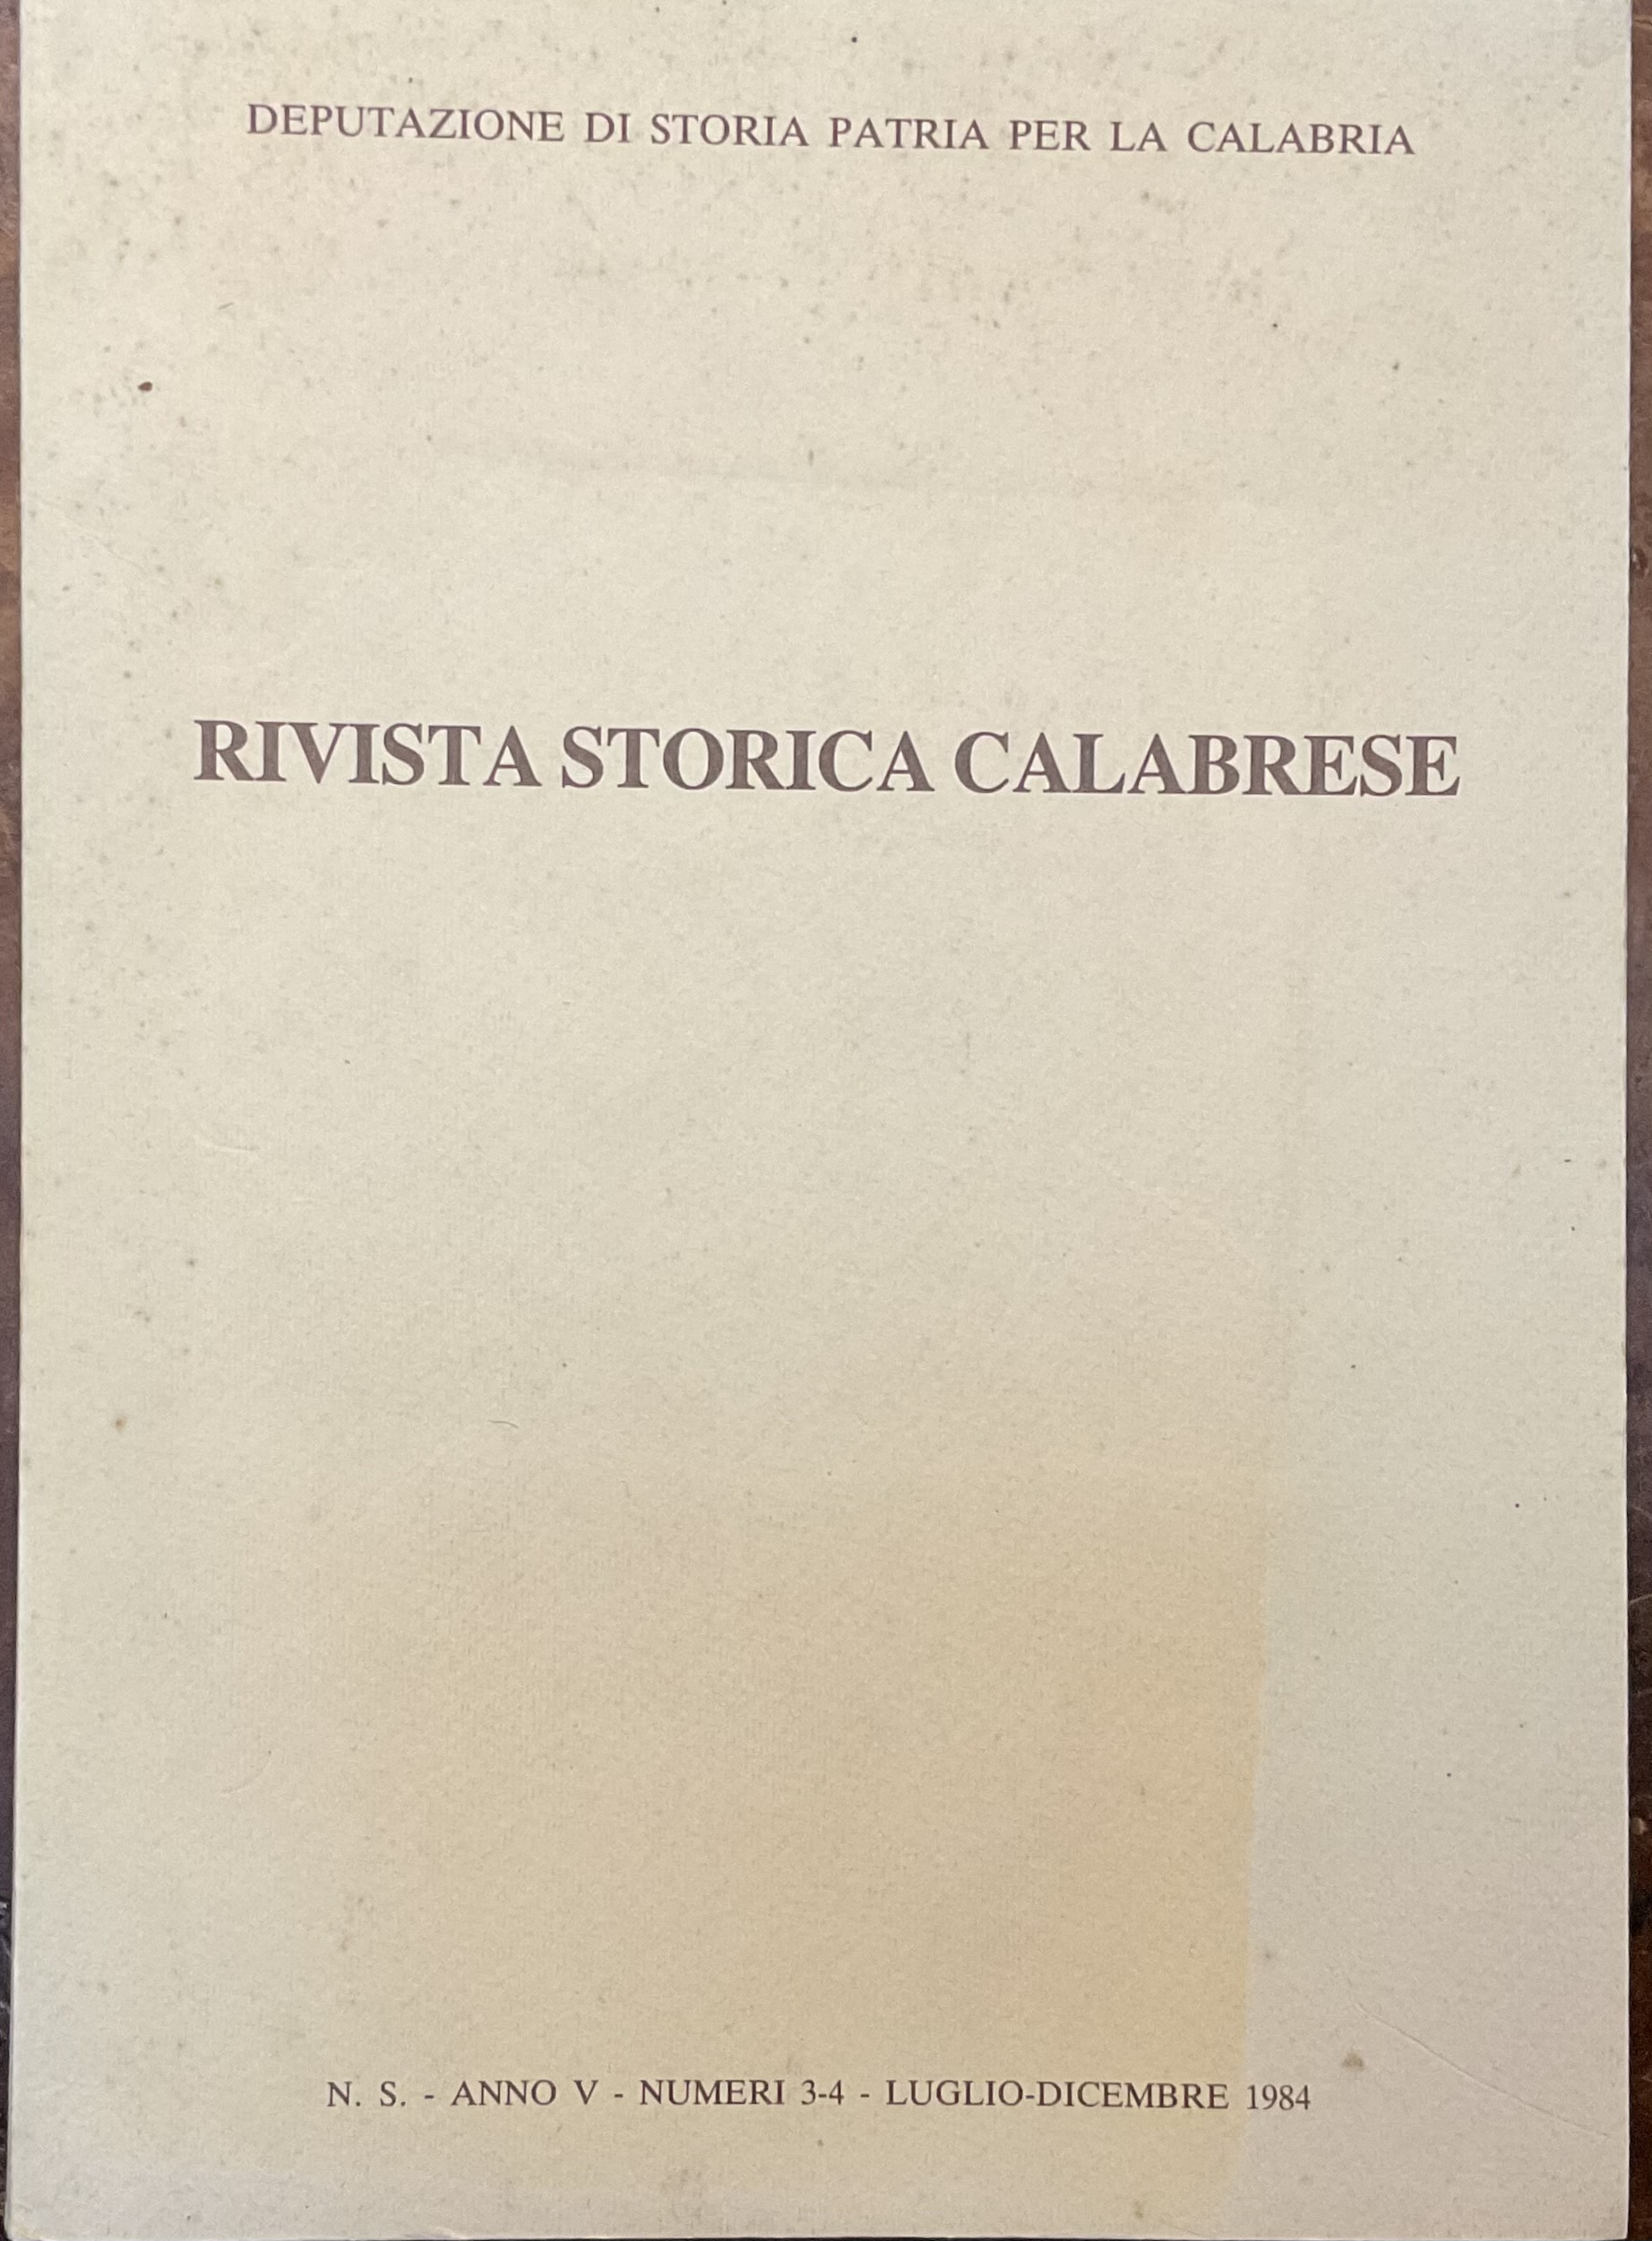 DEPUTAZIONE DI STORIA PATRIA PER LA CALABRIA
RIVISTA STORICA CALABRESE
N. S. - ANNO V - NUMERI 3-4 - LUGLIO-DICEMBRE 1984